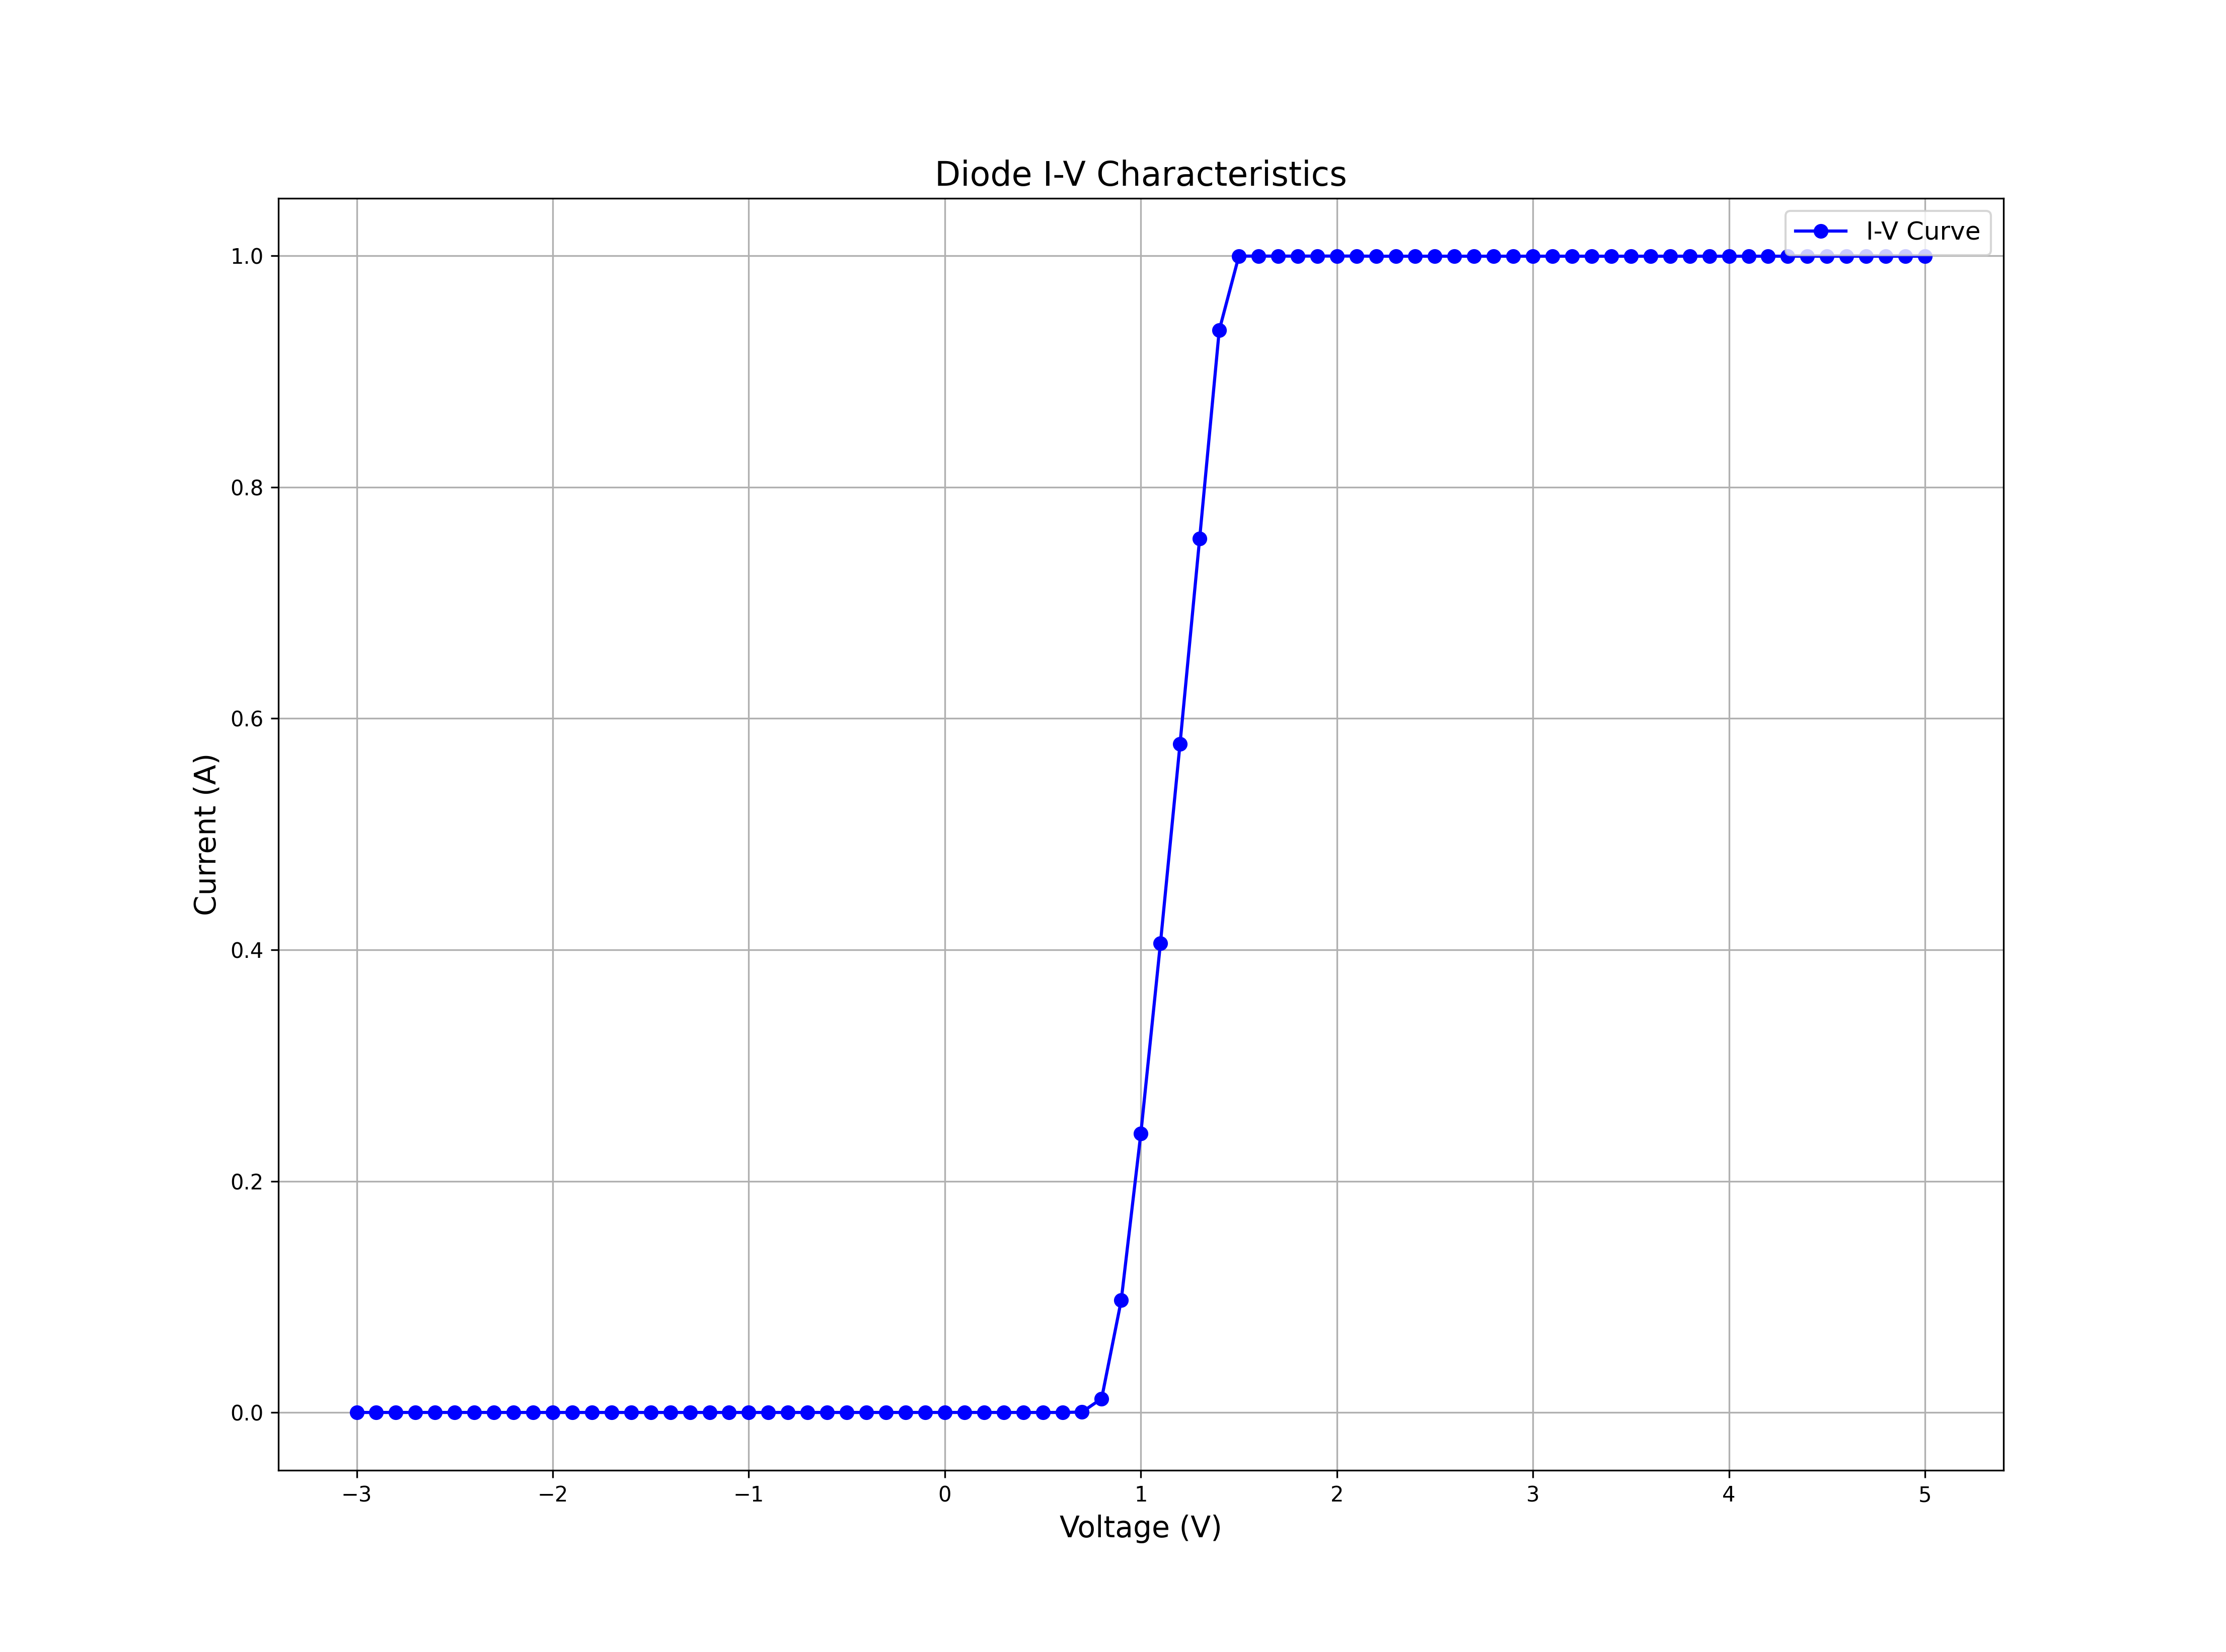 Diode I-V Characteristics
I-V Curve
1.0
0.8
0.6
0.4
0.2
0.0
Current (A)
−3 −2 −1 0 1 2 3 4 5
Voltage (V)